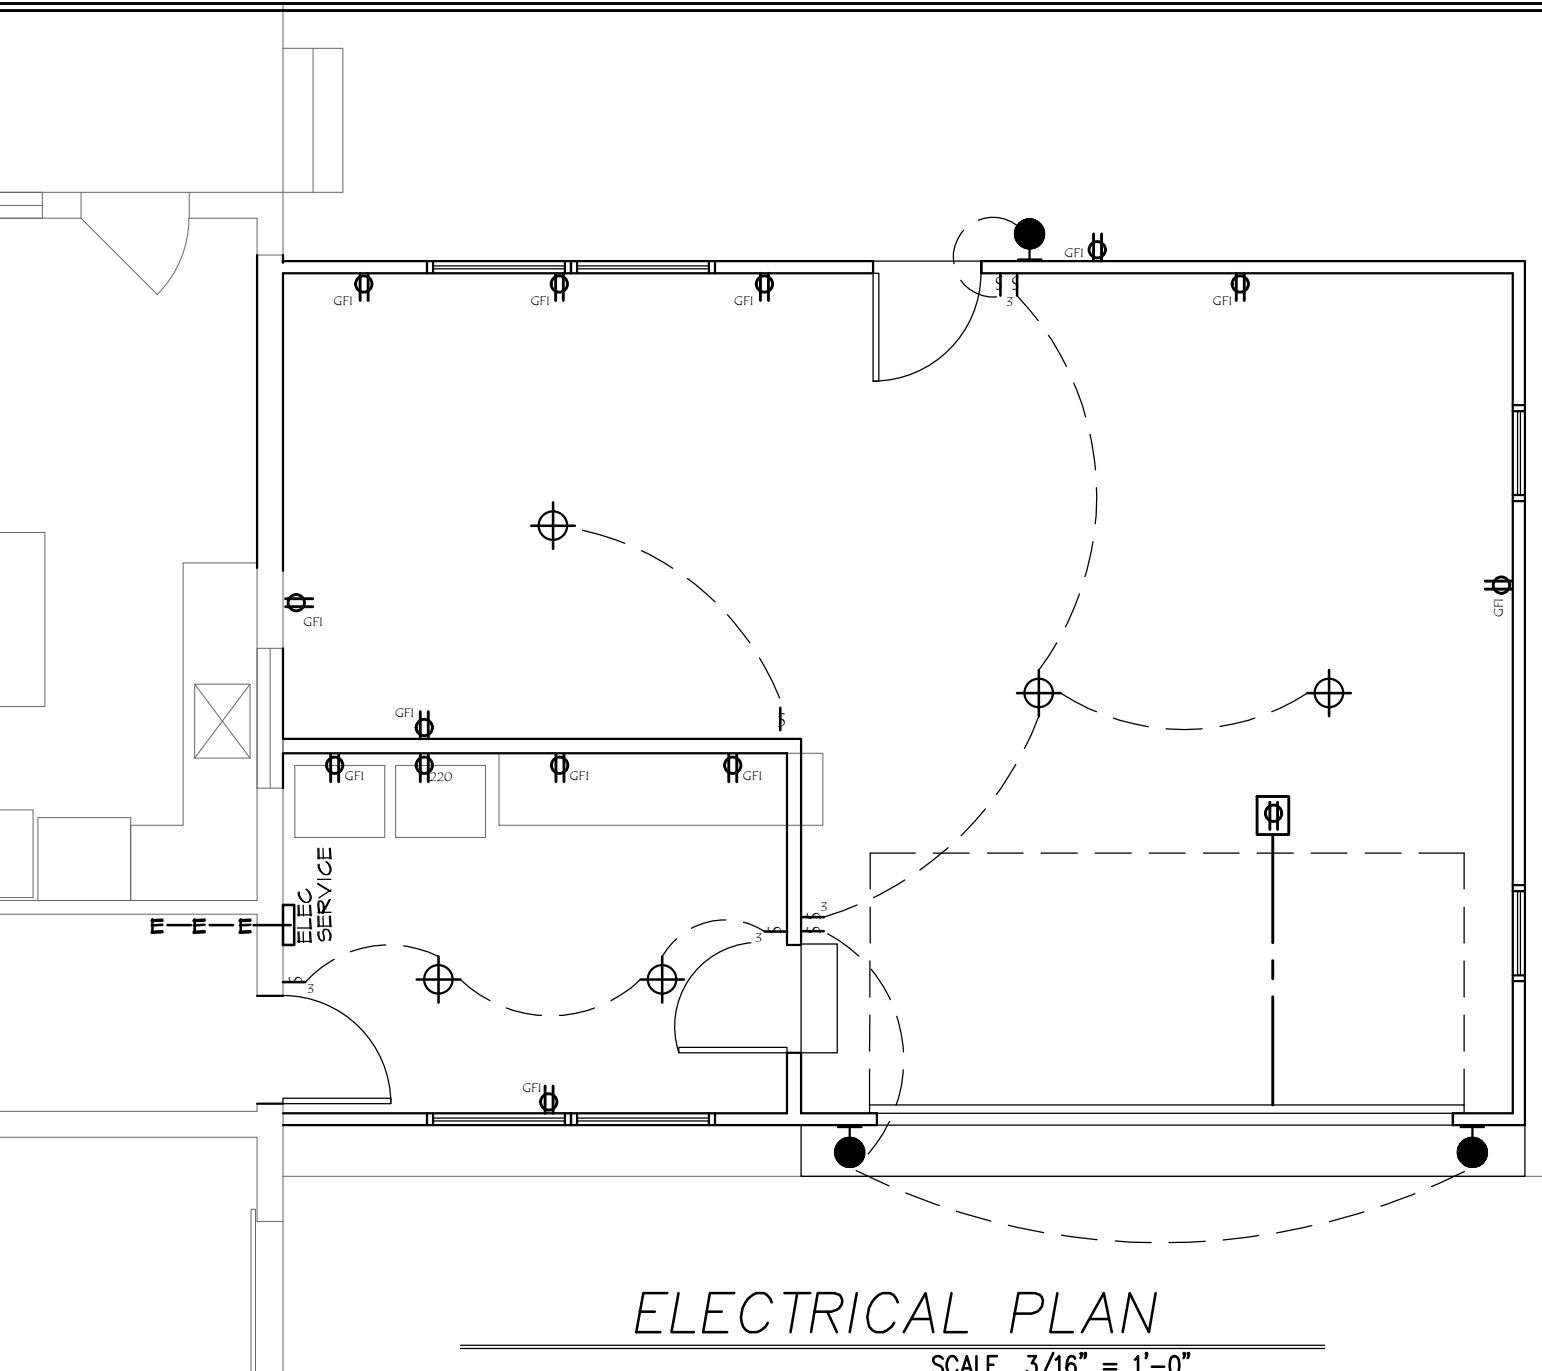 GFI
GFI
GFI
GFI
GFI
S S
3
GFI
GFI
GFI
S
GFI
220
GFI
GFI
ELEC
SERVICE
E E E
3
S
S
3
S
S
3
GFI
ELECTRICAL PLAN
SCALE 3/16" = 1'-0"